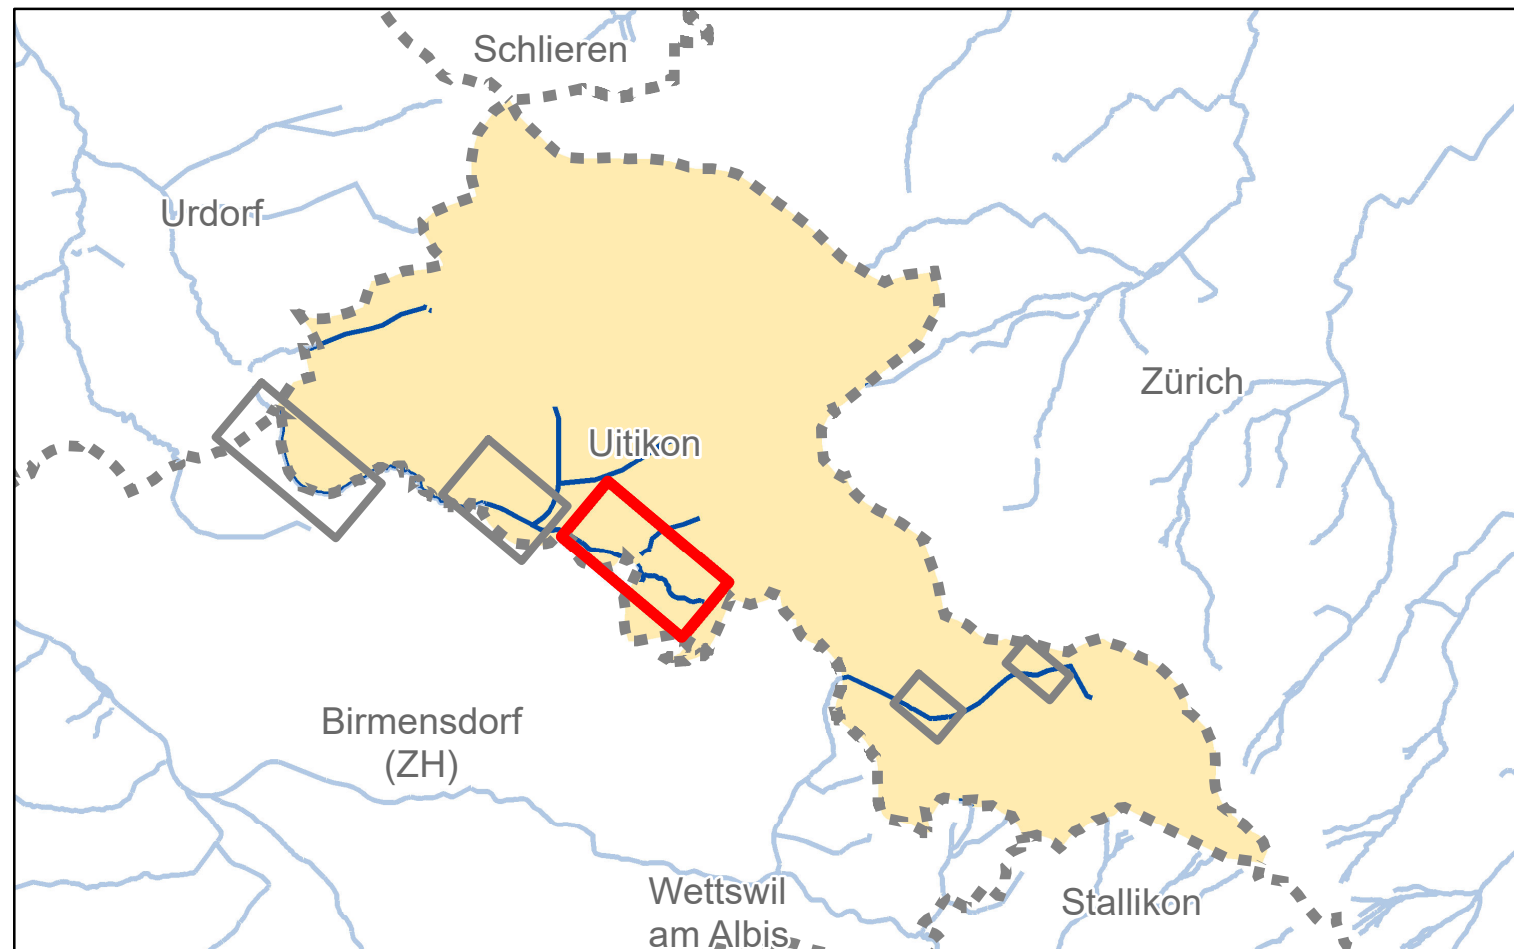 Schlieren
Urdorf
Zürich
Uitikon
Birmensdorf
(ZH)
Wettswil
am Albis
Stallikon